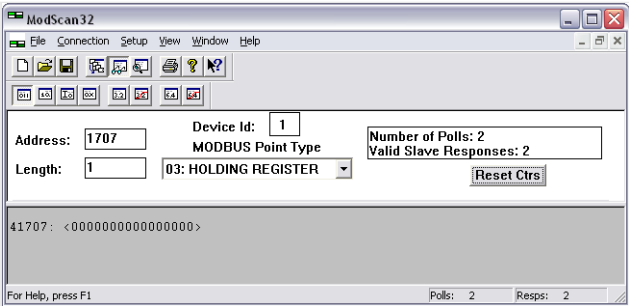 ModScan32
File Connection Setup View Window Help
Address: 1707
Device Id: 1
MODBUS Point Type
Length: 1
03: HOLDING REGISTER
Number of Polls: 2
Valid Slave Responses: 2
Reset Ctrs
41707: <0000000000000000>
For Help, press F1
Polls: 2
Resps: 2